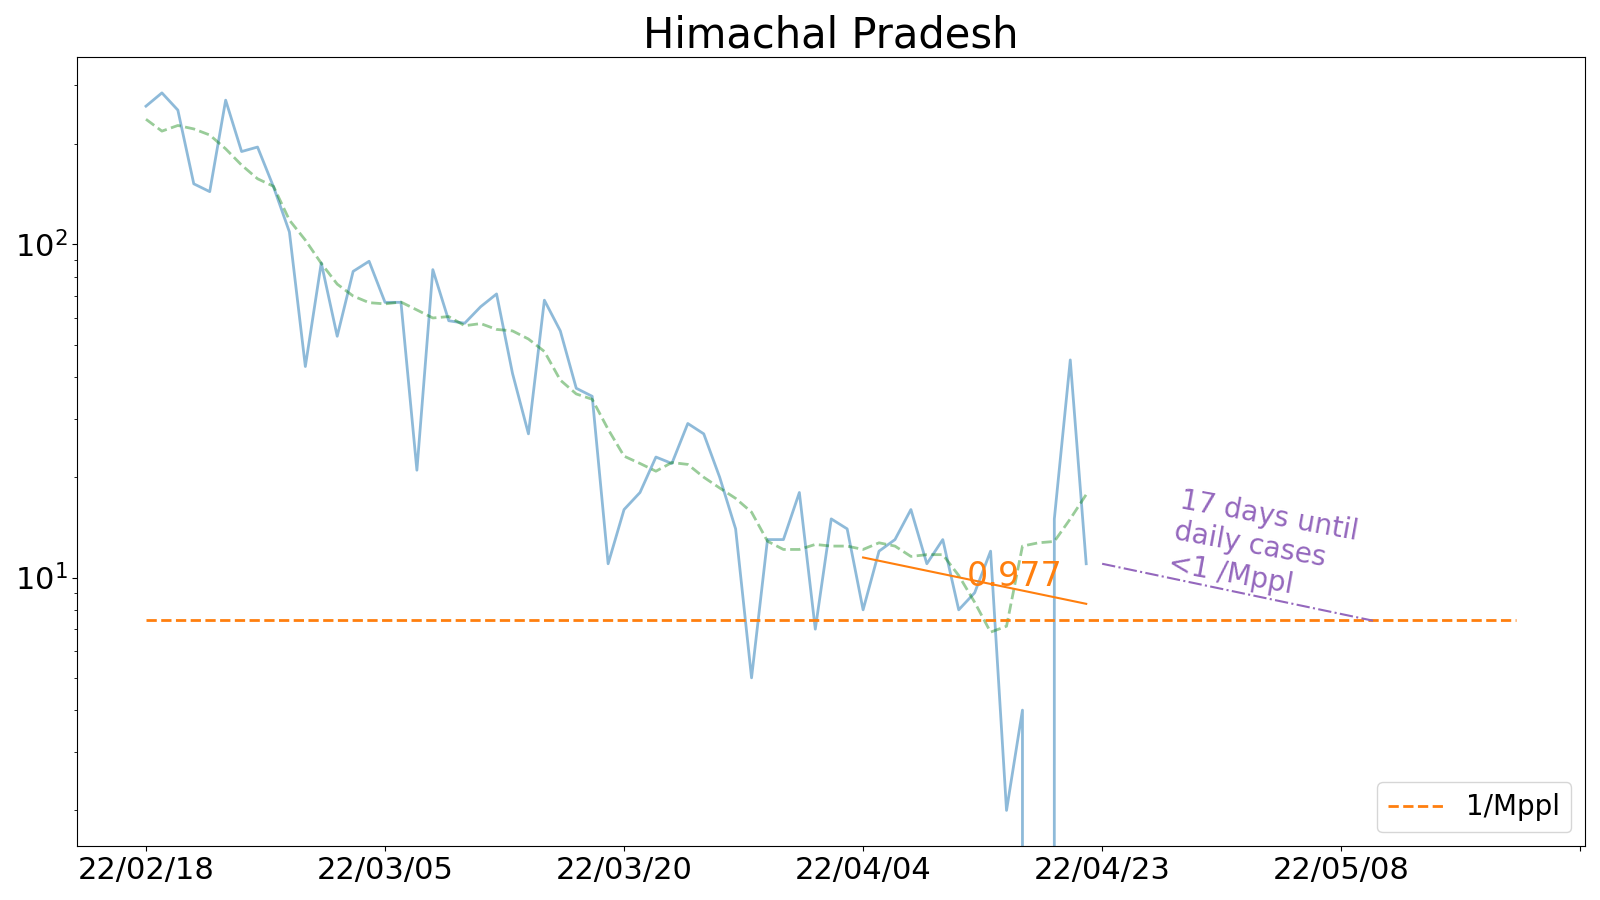 Himachal Pradesh
10²
10¹
0.977
17 days until
daily cases
<1 /Mppl
1/Mppl
22/02/18 22/03/05 22/03/20 22/04/04 22/04/23 22/05/08